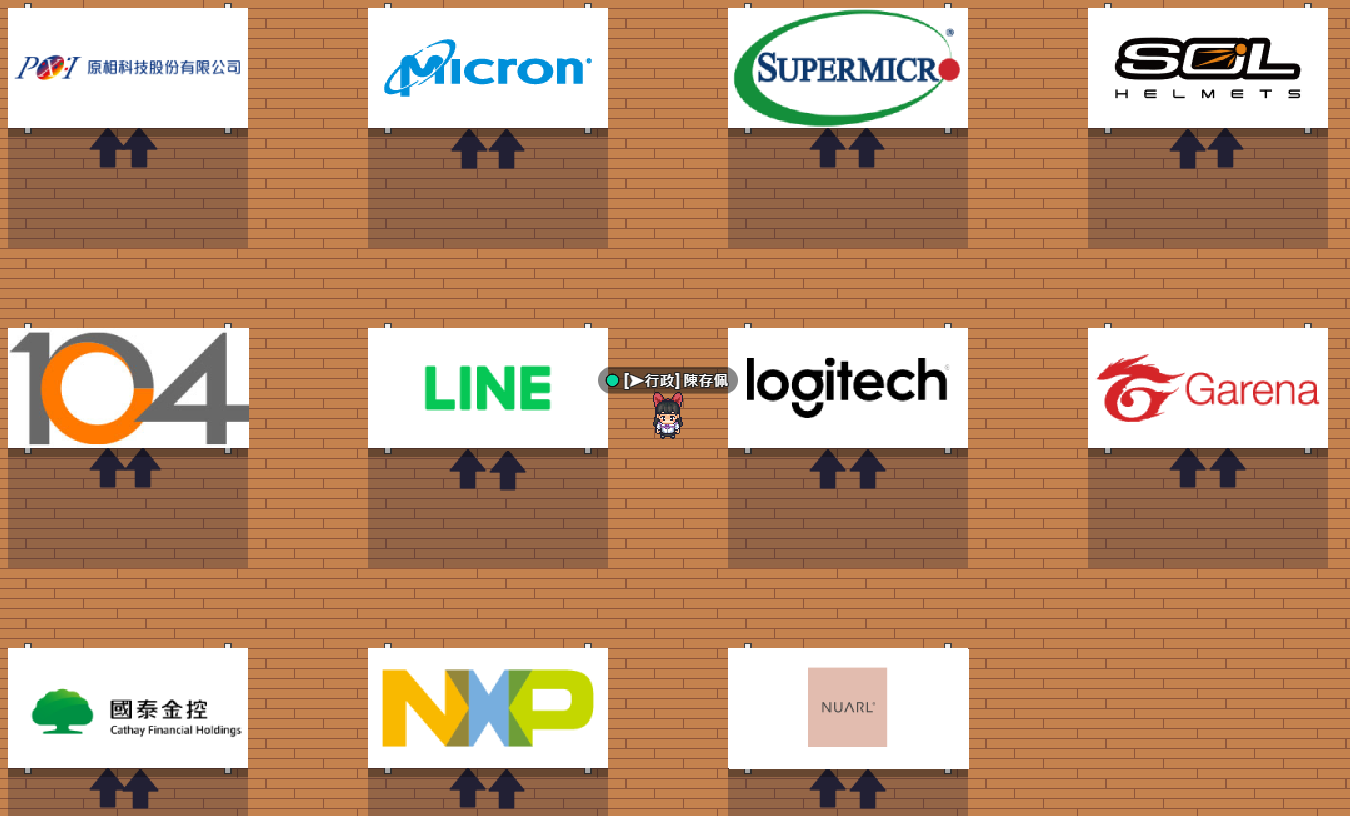 PXI 原相科技股份有限公司
Micron
SUPERMICRO
SOL
HELMETS
104
LINE
[➤行政] 陳存佩
logitech
Garena
國泰金控
Cathay Financial Holdings
NXP
NUARL